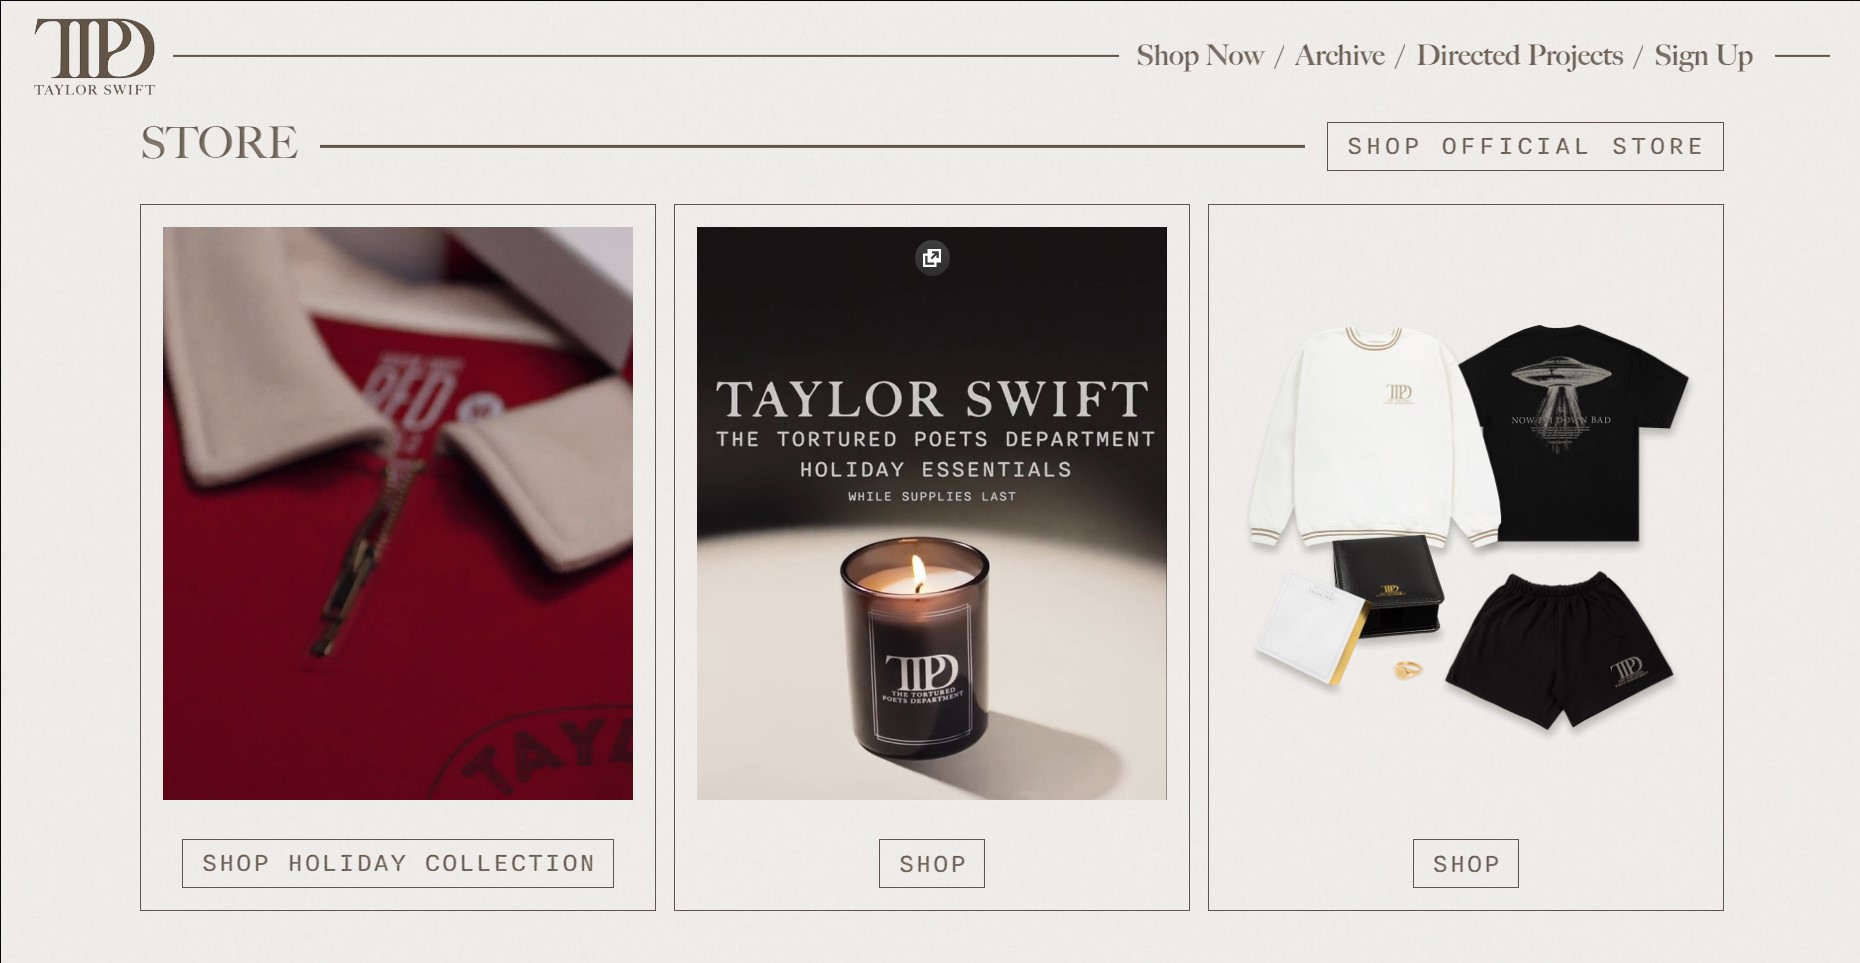 TTPD
TAYLOR SWIFT
Shop Now / Archive / Directed Projects / Sign Up
STORE
SHOP OFFICIAL STORE
RED
TAYL
SHOP HOLIDAY COLLECTION
TAYLOR SWIFT
THE TORTURED POETS DEPARTMENT
HOLIDAY ESSENTIALS
WHILE SUPPLIES LAST
TTPD
THE TORTURED
POETS DEPARTMENT
SHOP
TTPD
NOW I'M DOWN BAD
TTPD
TTPD
SHOP